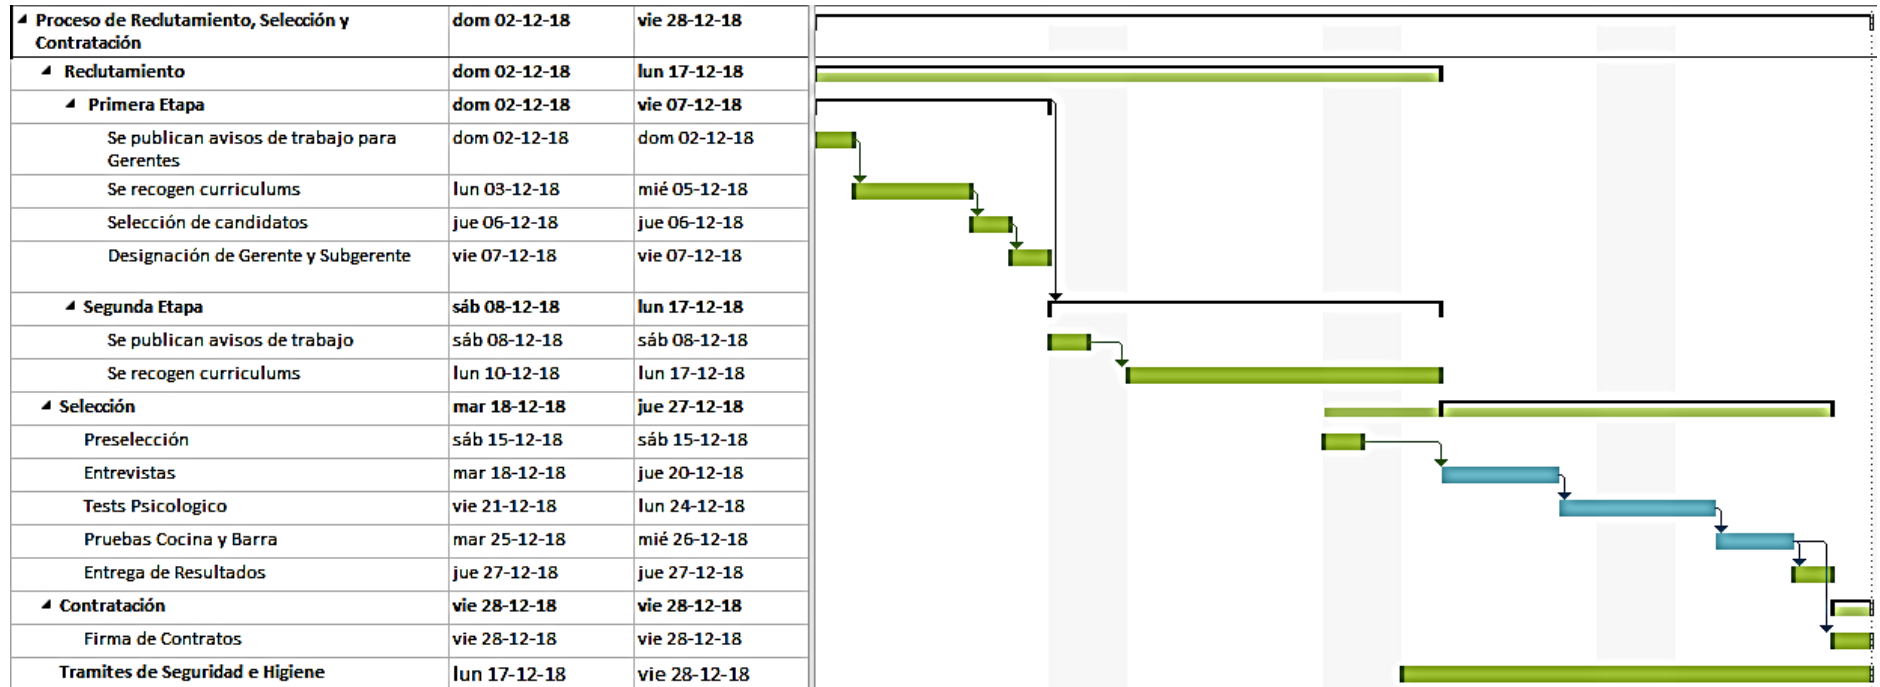 Proceso de Reclutamiento, Selección y Contratación dom 02-12-18 vie 28-12-18
Reclutamiento dom 02-12-18 lun 17-12-18
Primera Etapa dom 02-12-18 vie 07-12-18
Se publican avisos de trabajo para Gerentes dom 02-12-18 dom 02-12-18
Se recogen curriculums lun 03-12-18 mié 05-12-18
Selección de candidatos jue 06-12-18 jue 06-12-18
Designación de Gerente y Subgerente vie 07-12-18 vie 07-12-18
Segunda Etapa sáb 08-12-18 lun 17-12-18
Se publican avisos de trabajo sáb 08-12-18 sáb 08-12-18
Se recogen curriculums lun 10-12-18 lun 17-12-18
Selección mar 18-12-18 jue 27-12-18
Preselección sáb 15-12-18 sáb 15-12-18
Entrevistas mar 18-12-18 jue 20-12-18
Tests Psicologico vie 21-12-18 lun 24-12-18
Pruebas Cocina y Barra mar 25-12-18 mié 26-12-18
Entrega de Resultados jue 27-12-18 jue 27-12-18
Contratación vie 28-12-18 vie 28-12-18
Firma de Contratos vie 28-12-18 vie 28-12-18
Tramites de Seguridad e Higiene lun 17-12-18 vie 28-12-18